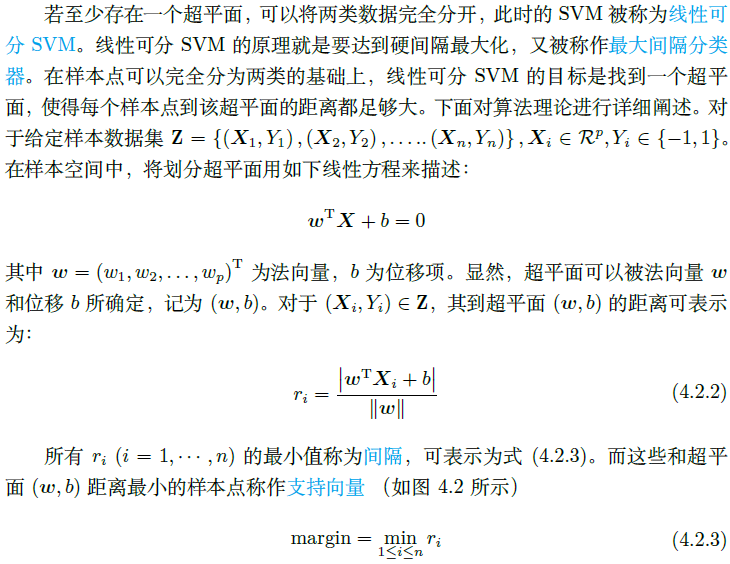 若至少存在一个超平面，可以将两类数据完全分开，此时的 SVM 被称为线性可
分 SVM。线性可分 SVM 的原理就是要达到硬间隔最大化，又被称作最大间隔分类
器。在样本点可以完全分为两类的基础上，线性可分 SVM 的目标是找到一个超平
面，使得每个样本点到该超平面的距离都足够大。下面对算法理论进行详细阐述。对
于给定样本数据集 Z = {(X₁, Y₁), (X₂, Y₂), ..... (Xₙ, Yₙ)}, Xᵢ ∈ ℛᵖ, Yᵢ ∈ {−1, 1}。
在样本空间中，将划分超平面用如下线性方程来描述：
wᵀX + b = 0
其中 w = (w₁, w₂, ..., wₚ)ᵀ 为法向量，b 为位移项。显然，超平面可以被法向量 w
和位移 b 所确定，记为 (w, b)。对于 (Xᵢ, Yᵢ) ∈ Z，其到超平面 (w, b) 的距离可表示
为：
rᵢ = |wᵀXᵢ + b| / ‖w‖ (4.2.2)
所有 rᵢ (i = 1, ⋯, n) 的最小值称为间隔，可表示为式 (4.2.3)。而这些和超平
面 (w, b) 距离最小的样本点称作支持向量 （如图 4.2 所示）
margin = min 1≤i≤n rᵢ (4.2.3)